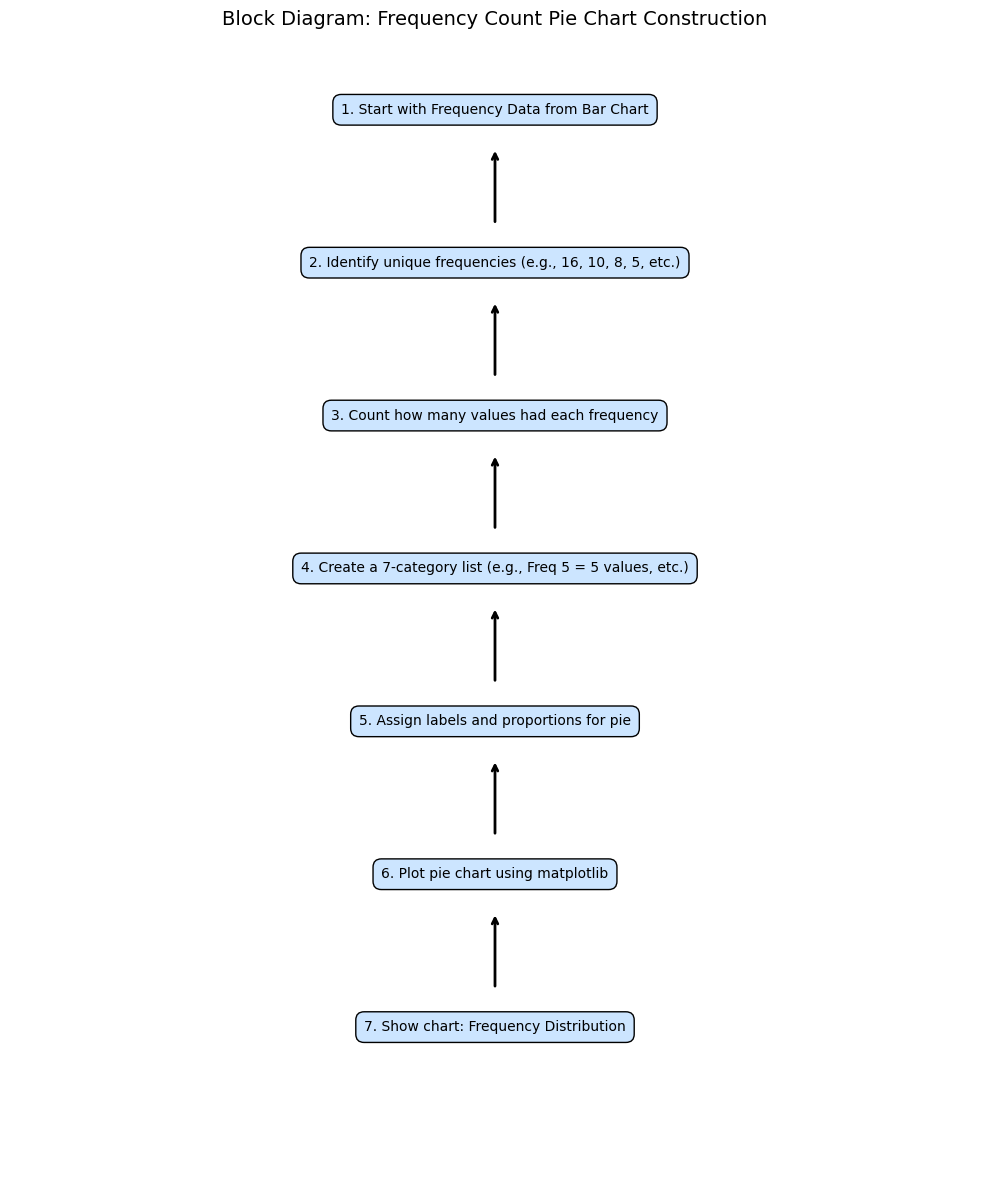 Block Diagram: Frequency Count Pie Chart Construction
1. Start with Frequency Data from Bar Chart
2. Identify unique frequencies (e.g., 16, 10, 8, 5, etc.)
3. Count how many values had each frequency
4. Create a 7-category list (e.g., Freq 5 = 5 values, etc.)
5. Assign labels and proportions for pie
6. Plot pie chart using matplotlib
7. Show chart: Frequency Distribution